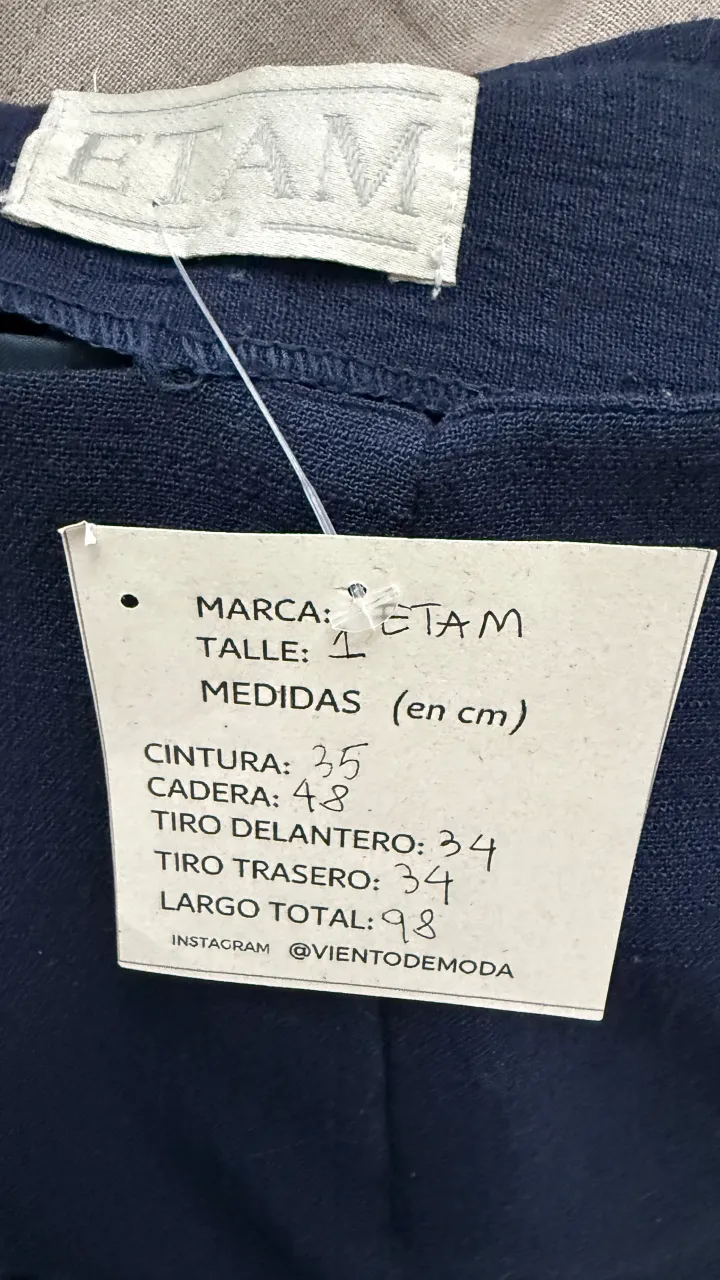 ETAM
MARCA: ETAM
TALLE: 1
MEDIDAS (en cm)
CINTURA: 35
CADERA: 48
TIRO DELANTERO: 34
TIRO TRASERO: 34
LARGO TOTAL: 98
INSTAGRAM @VIENTODEMODA